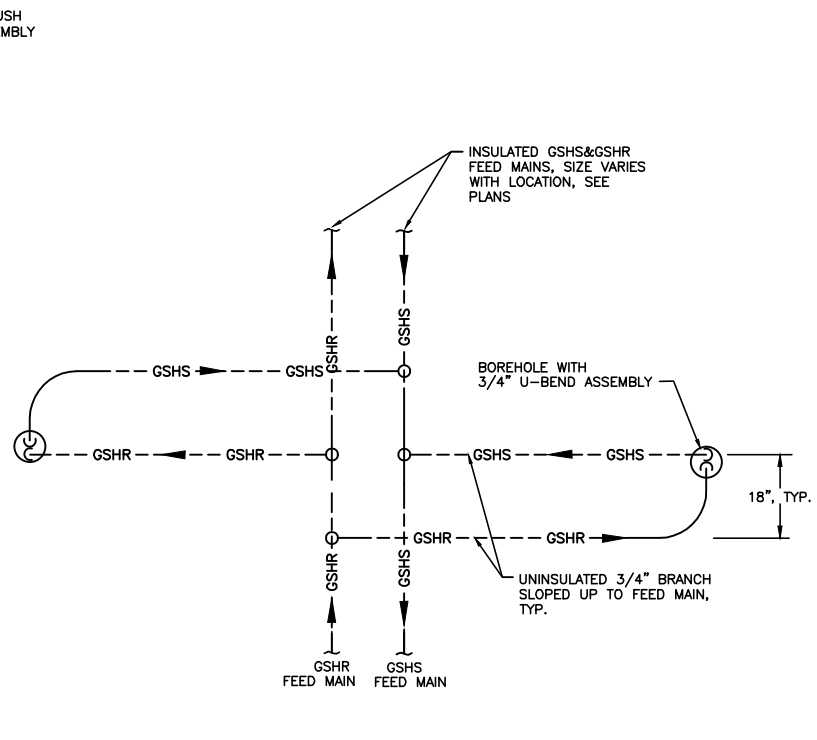 INSULATED GSHS&GSHR
FEED MAINS, SIZE VARIES
WITH LOCATION, SEE
PLANS
GSHR
GSHS
GSHS
GSHS
BOREHOLE WITH
3/4" U-BEND ASSEMBLY
GSHR
GSHR
GSHS
GSHS
18", TYP.
GSHR
GSHR
GSHR
GSHS
UNINSULATED 3/4" BRANCH
SLOPED UP TO FEED MAIN,
TYP.
GSHR
FEED MAIN
GSHS
FEED MAIN